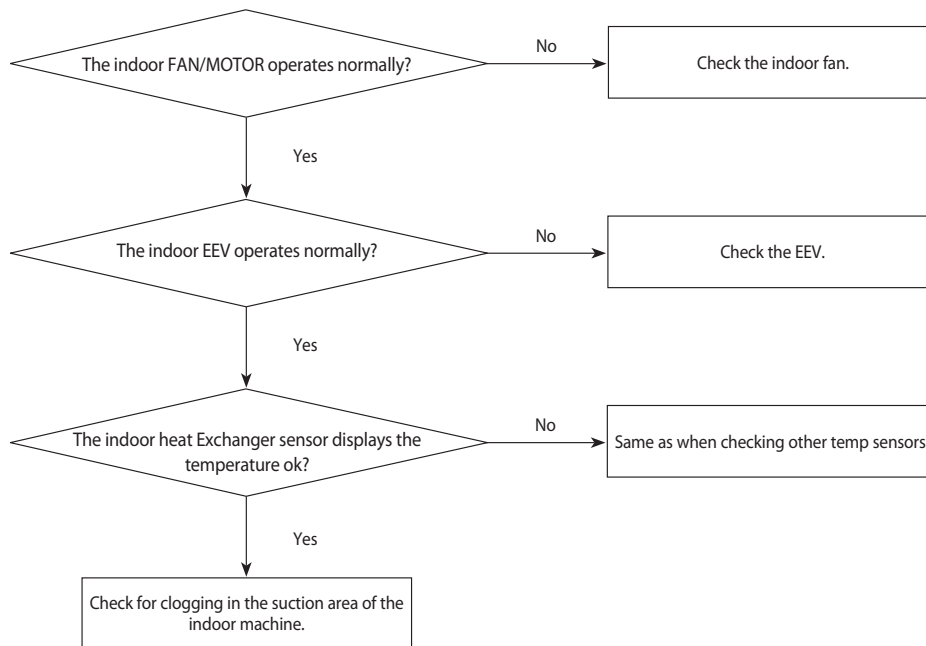 The indoor FAN/MOTOR operates normally?
No
Check the indoor fan.
Yes
The indoor EEV operates normally?
No
Check the EEV.
Yes
The indoor heat Exchanger sensor displays the
temperature ok?
No
Same as when checking other temp sensors
Yes
Check for clogging in the suction area of the
indoor machine.